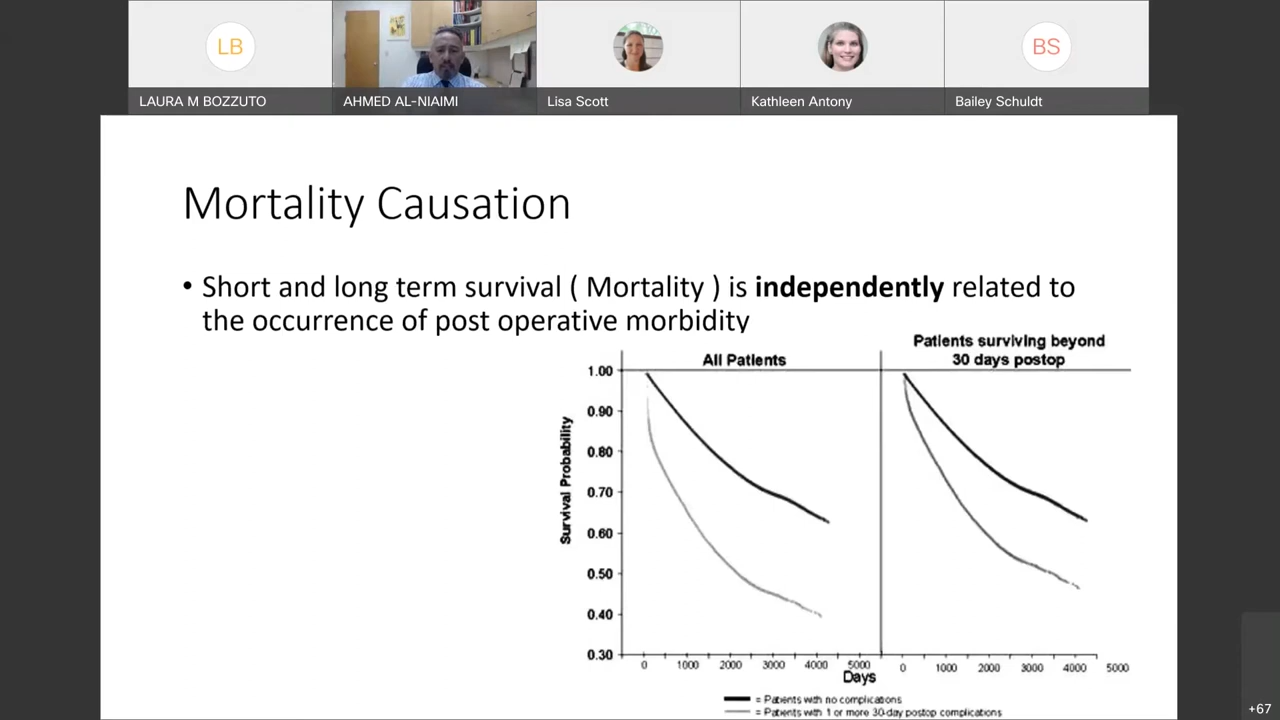 LB
BS
LAURA M BOZZUTO
AHMED AL-NIAIMI
Lisa Scott
Kathleen Antony
Bailey Schuldt
Mortality Causation
• Short and long term survival ( Mortality ) is independently related to
the occurrence of post operative morbidity
All Patients
Patients surviving beyond
30 days postop
Survival Probability
1.00
0.90
0.80
0.70
0.60
0.50
0.40
0.30
0 1000 2000 3000 4000 5000
0 1000 2000 3000 4000 5000
Days
= Patients with no complications
= Patients with 1 or more 30-day postop complications
+67